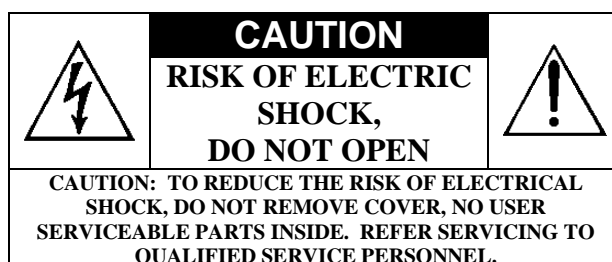 CAUTION
RISK OF ELECTRIC
SHOCK,
DO NOT OPEN
CAUTION: TO REDUCE THE RISK OF ELECTRICAL
SHOCK, DO NOT REMOVE COVER, NO USER
SERVICEABLE PARTS INSIDE. REFER SERVICING TO
QUALIFIED SERVICE PERSONNEL.